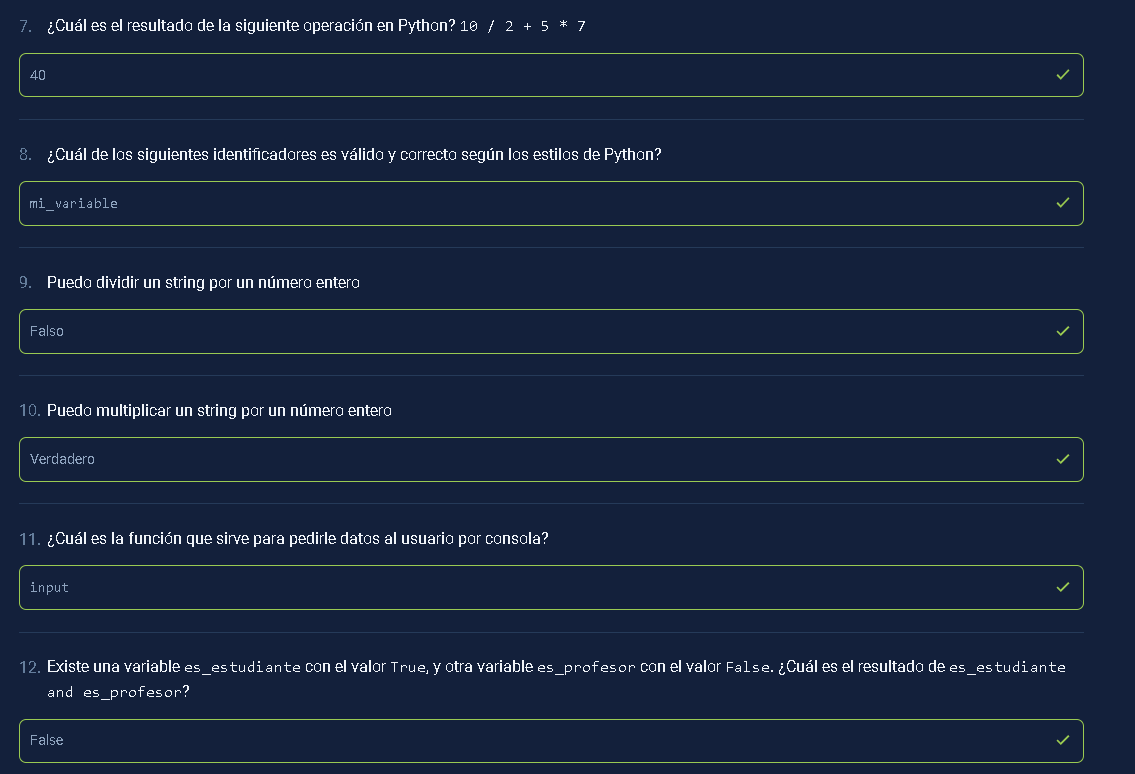 7. ¿Cuál es el resultado de la siguiente operación en Python? 10 / 2 + 5 * 7
40
8. ¿Cuál de los siguientes identificadores es válido y correcto según los estilos de Python?
mi_variable
9. Puedo dividir un string por un número entero
Falso
10. Puedo multiplicar un string por un número entero
Verdadero
11. ¿Cuál es la función que sirve para pedirle datos al usuario por consola?
input
12. Existe una variable es_estudiante con el valor True, y otra variable es_profesor con el valor False. ¿Cuál es el resultado de es_estudiante
and es_profesor?
False